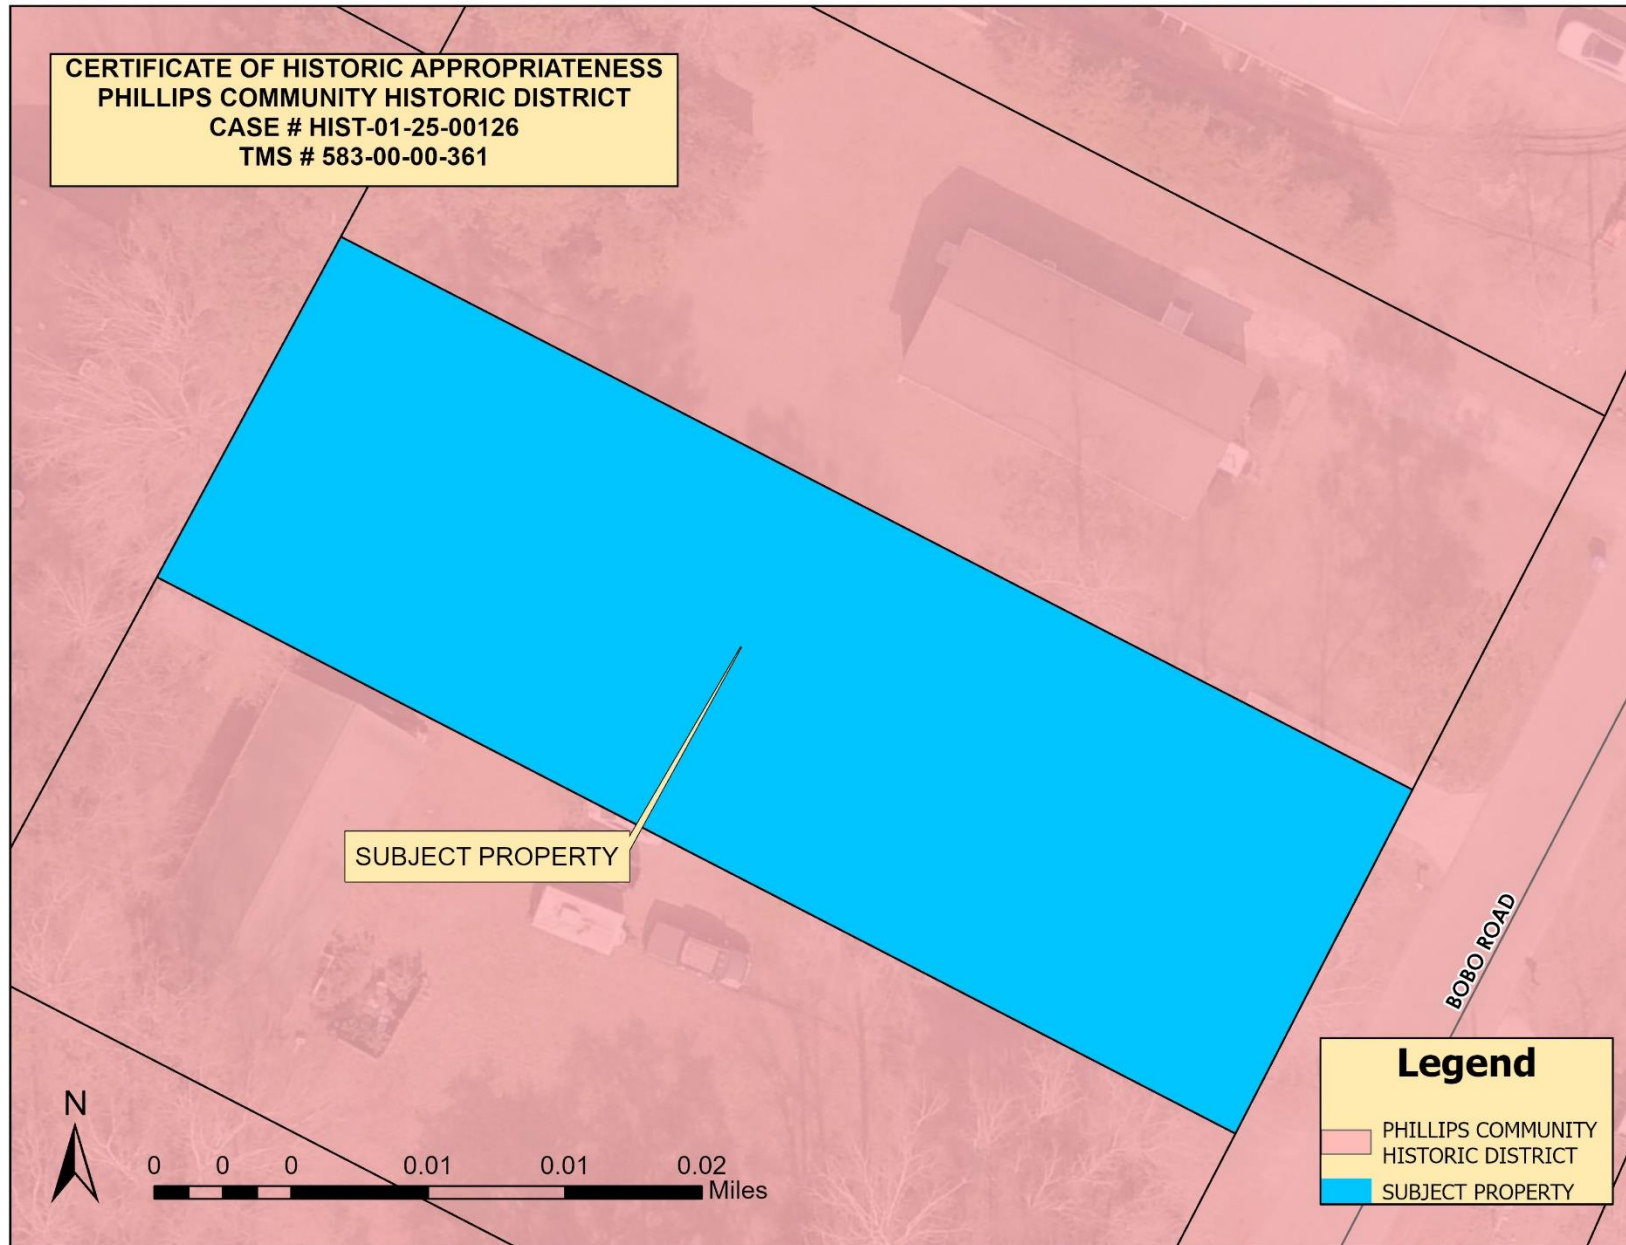 CERTIFICATE OF HISTORIC APPROPRIATENESS
PHILLIPS COMMUNITY HISTORIC DISTRICT
CASE # HIST-01-25-00126
TMS # 583-00-00-361
SUBJECT PROPERTY
BOBO ROAD
N
0 0 0 0.01 0.01 0.02
Miles
Legend
PHILLIPS COMMUNITY
HISTORIC DISTRICT
SUBJECT PROPERTY